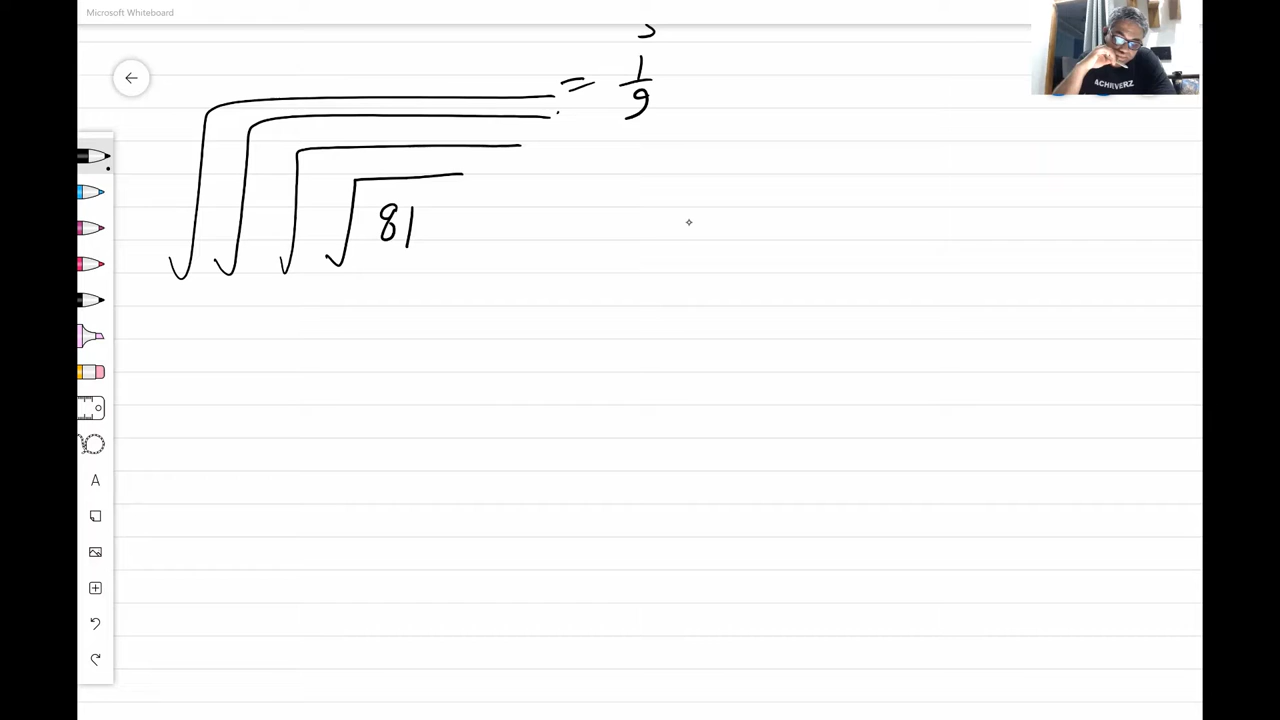 Microsoft Whiteboard
= 1/9
√√√√81
ACHIEVERZ
A